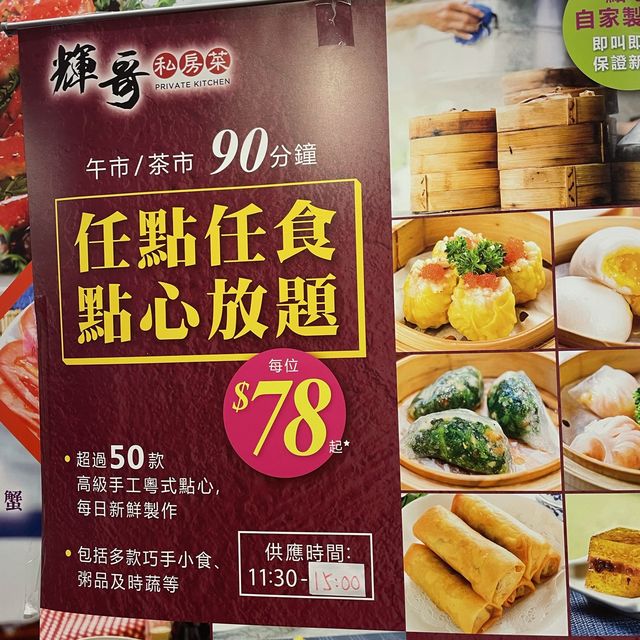 輝哥 私房菜
PRIVATE KITCHEN
午市/茶市 90分鐘
任點任食
點心放題
每位
$78起*
• 超過50款
高級手工粵式點心,
每日新鮮製作
• 包括多款巧手小食、
粥品及時蔬等
供應時間:
11:30-15:00
自家製
即叫即
保證新
蟹